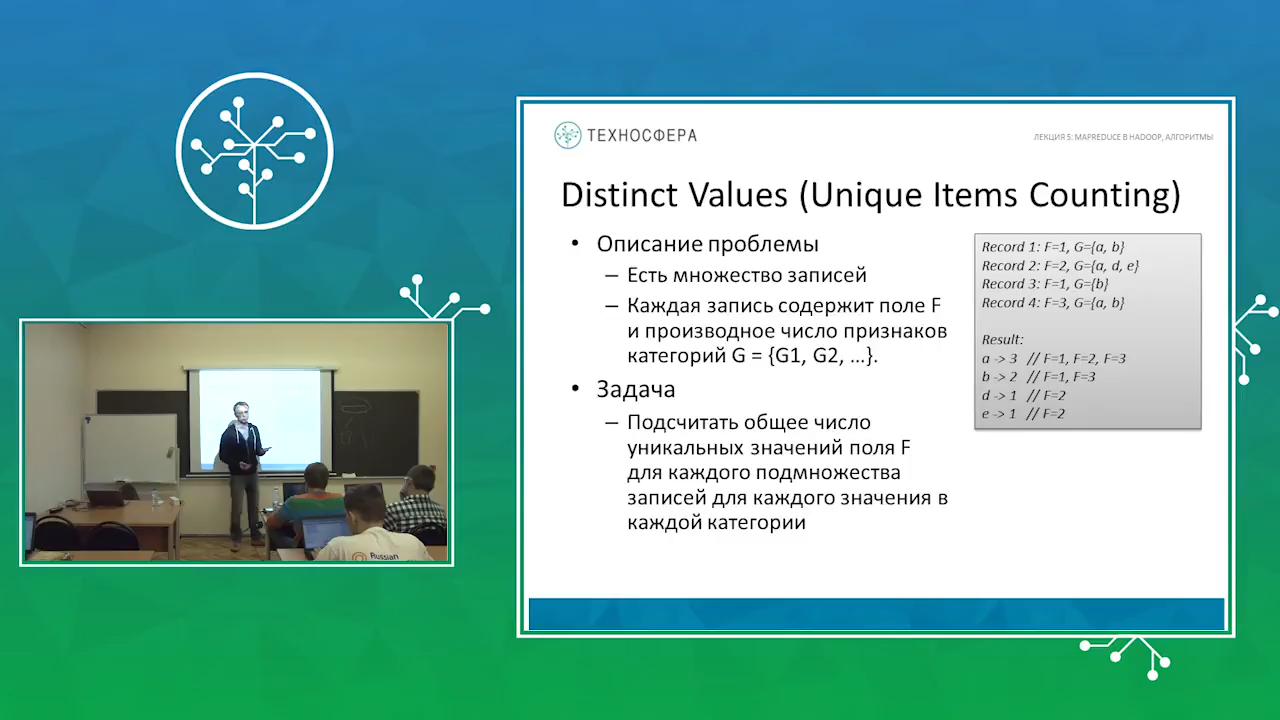 ТЕХНОСФЕРА
ЛЕКЦИЯ 5: MAPREDUCE В HADOOP, АЛГОРИТМЫ
Distinct Values (Unique Items Counting)
• Описание проблемы
– Есть множество записей
– Каждая запись содержит поле F
и производное число признаков
категорий G = {G1, G2, ...}.
• Задача
– Подсчитать общее число
уникальных значений поля F
для каждого подмножества
записей для каждого значения в
каждой категории
Record 1: F=1, G={a, b}
Record 2: F=2, G={a, d, e}
Record 3: F=1, G={b}
Record 4: F=3, G={a, b}
Result:
a -> 3 // F=1, F=2, F=3
b -> 2 // F=1, F=3
d -> 1 // F=2
e -> 1 // F=2
Russian